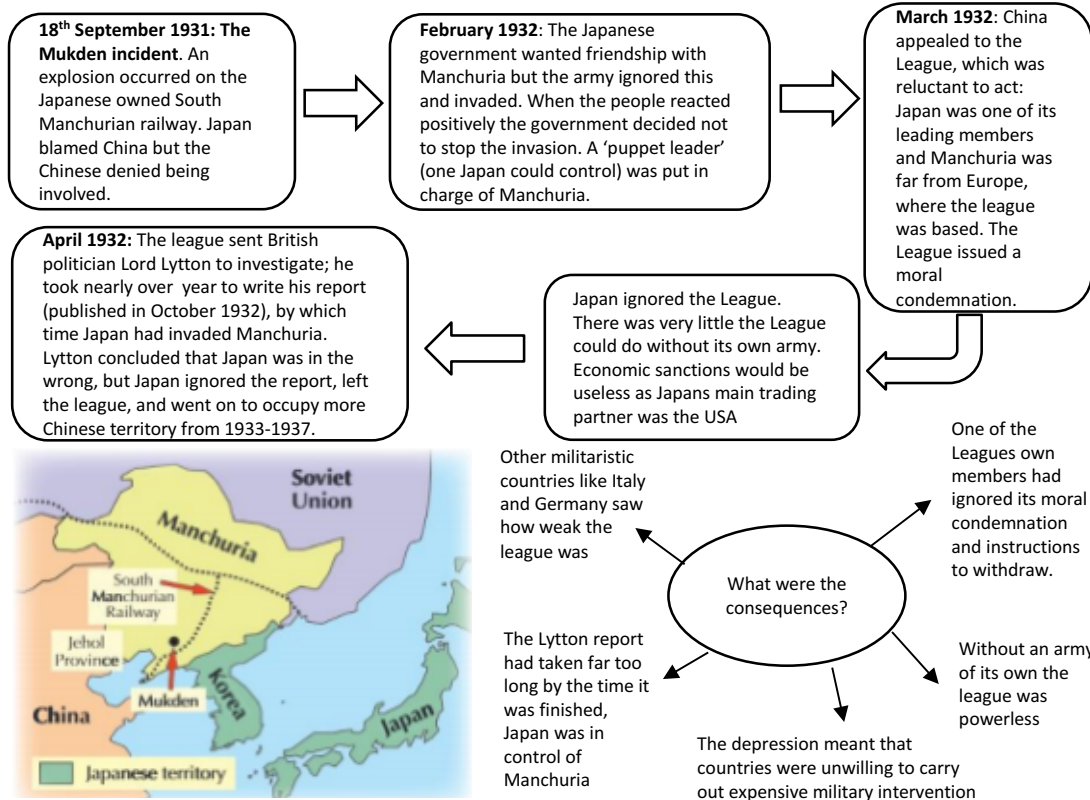 18th September 1931: The
Mukden incident. An
explosion occurred on the
Japanese owned South
Manchurian railway. Japan
blamed China but the
Chinese denied being
involved.
February 1932: The Japanese
government wanted friendship with
Manchuria but the army ignored this
and invaded. When the people reacted
positively the government decided not
to stop the invasion. A ‘puppet leader’
(one Japan could control) was put in
charge of Manchuria.
March 1932: China
appealed to the
League, which was
reluctant to act:
Japan was one of its
leading members
and Manchuria was
far from Europe,
where the league
was based. The
League issued a
moral
condemnation.
Japan ignored the League.
There was very little the League
could do without its own army.
Economic sanctions would be
useless as Japans main trading
partner was the USA
April 1932: The league sent British
politician Lord Lytton to investigate; he
took nearly over year to write his report
(published in October 1932), by which
time Japan had invaded Manchuria.
Lytton concluded that Japan was in the
wrong, but Japan ignored the report, left
the league, and went on to occupy more
Chinese territory from 1933-1937.
Soviet
Union
Manchuria
South
Manchurian
Railway
Jehol
Province
Mukden
Korea
China
Japan
Japanese territory
What were the
consequences?
Other militaristic
countries like Italy
and Germany saw
how weak the
league was
One of the
Leagues own
members had
ignored its moral
condemnation
and instructions
to withdraw.
The Lytton report
had taken far too
long by the time it
was finished,
Japan was in
control of
Manchuria
The depression meant that
countries were unwilling to carry
out expensive military intervention
Without an army
of its own the
league was
powerless